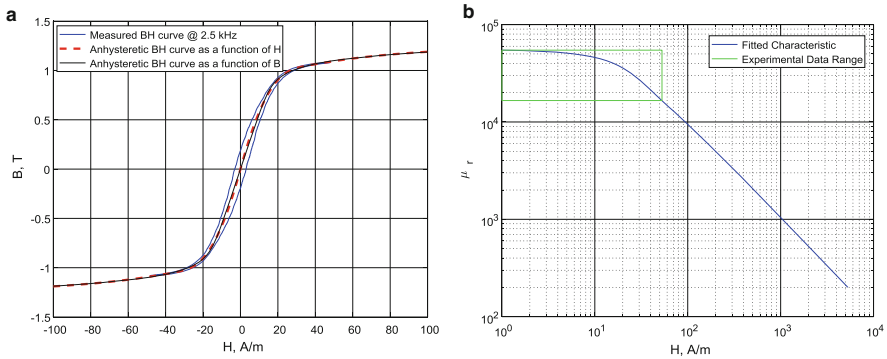 a
1.5
1
0.5
0
-0.5
-1
-1.5
B, T
-100 -80 -60 -40 -20 0 20 40 60 80 100
H, A/m
Measured BH curve @ 2.5 kHz
Anhysteretic BH curve as a function of H
Anhysteretic BH curve as a function of B
b
10^5
10^4
10^3
10^2
μ r
10^0 10^1 10^2 10^3 10^4
H, A/m
Fitted Characteristic
Experimental Data Range